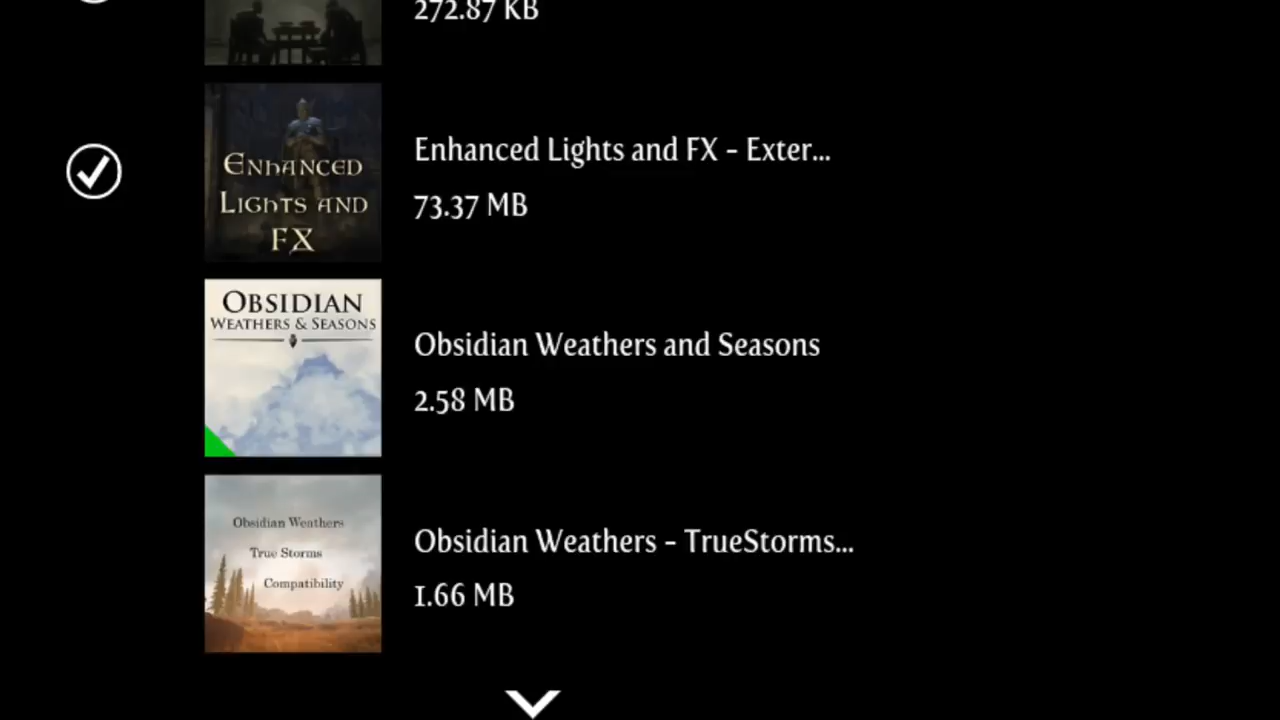 272.87 KB
ENHANCED
LIGHTS AND
FX
Enhanced Lights and FX - Exter...
73.37 MB
OBSIDIAN
WEATHERS & SEASONS
Obsidian Weathers and Seasons
2.58 MB
Obsidian Weathers
True Storms
Compatibility
Obsidian Weathers - TrueStorms...
1.66 MB